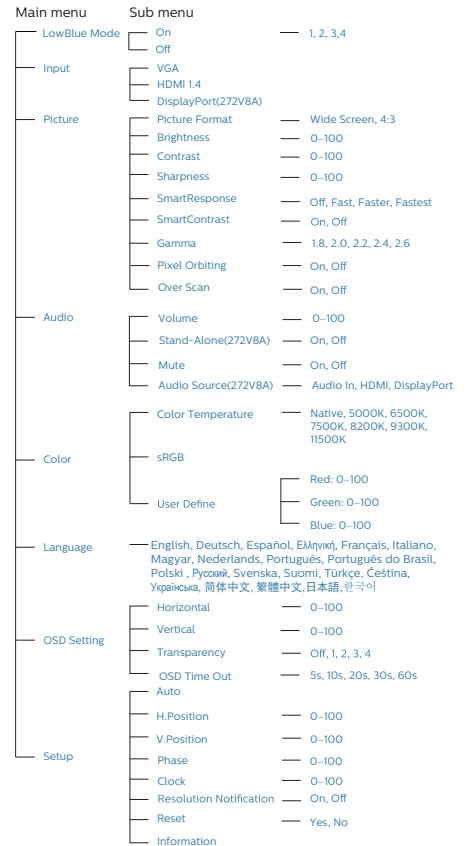 Main menu Sub menu
LowBlue Mode On 1, 2, 3,4
Off
Input VGA
HDMI 1.4
DisplayPort(272V8A)
Picture Picture Format Wide Screen, 4:3
Brightness 0–100
Contrast 0–100
Sharpness 0–100
SmartResponse Off, Fast, Faster, Fastest
SmartContrast On, Off
Gamma 1.8, 2.0, 2.2, 2.4, 2.6
Pixel Orbiting On, Off
Over Scan On, Off
Audio Volume 0–100
Stand-Alone(272V8A) On, Off
Mute On, Off
Audio Source(272V8A) Audio In, HDMI, DisplayPort
Color Temperature Native, 5000K, 6500K,
7500K, 8200K, 9300K,
11500K
Color sRGB
Red: 0–100
User Define Green: 0–100
Blue: 0–100
Language English, Deutsch, Español, Ελληνική, Français, Italiano,
Magyar, Nederlands, Português, Português do Brasil,
Polski , Русский, Svenska, Suomi, Türkçe, Čeština,
Українська, 简体中文, 繁體中文,日本語,한국어
Horizontal 0–100
Vertical 0–100
OSD Setting Transparency Off, 1, 2, 3, 4
OSD Time Out 5s, 10s, 20s, 30s, 60s
Auto
H.Position 0–100
V.Position 0–100
Setup Phase 0–100
Clock 0–100
Resolution Notification On, Off
Reset Yes, No
Information